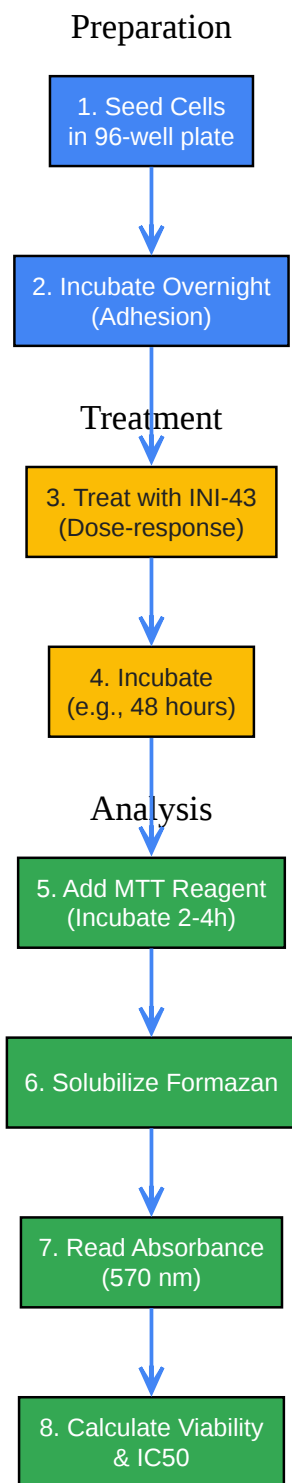 Preparation
1. Seed Cells
in 96-well plate
2. Incubate Overnight
(Adhesion)
Treatment
3. Treat with INI-43
(Dose-response)
4. Incubate
(e.g., 48 hours)
Analysis
5. Add MTT Reagent
(Incubate 2-4h)
6. Solubilize Formazan
7. Read Absorbance
(570 nm)
8. Calculate Viability
& IC50